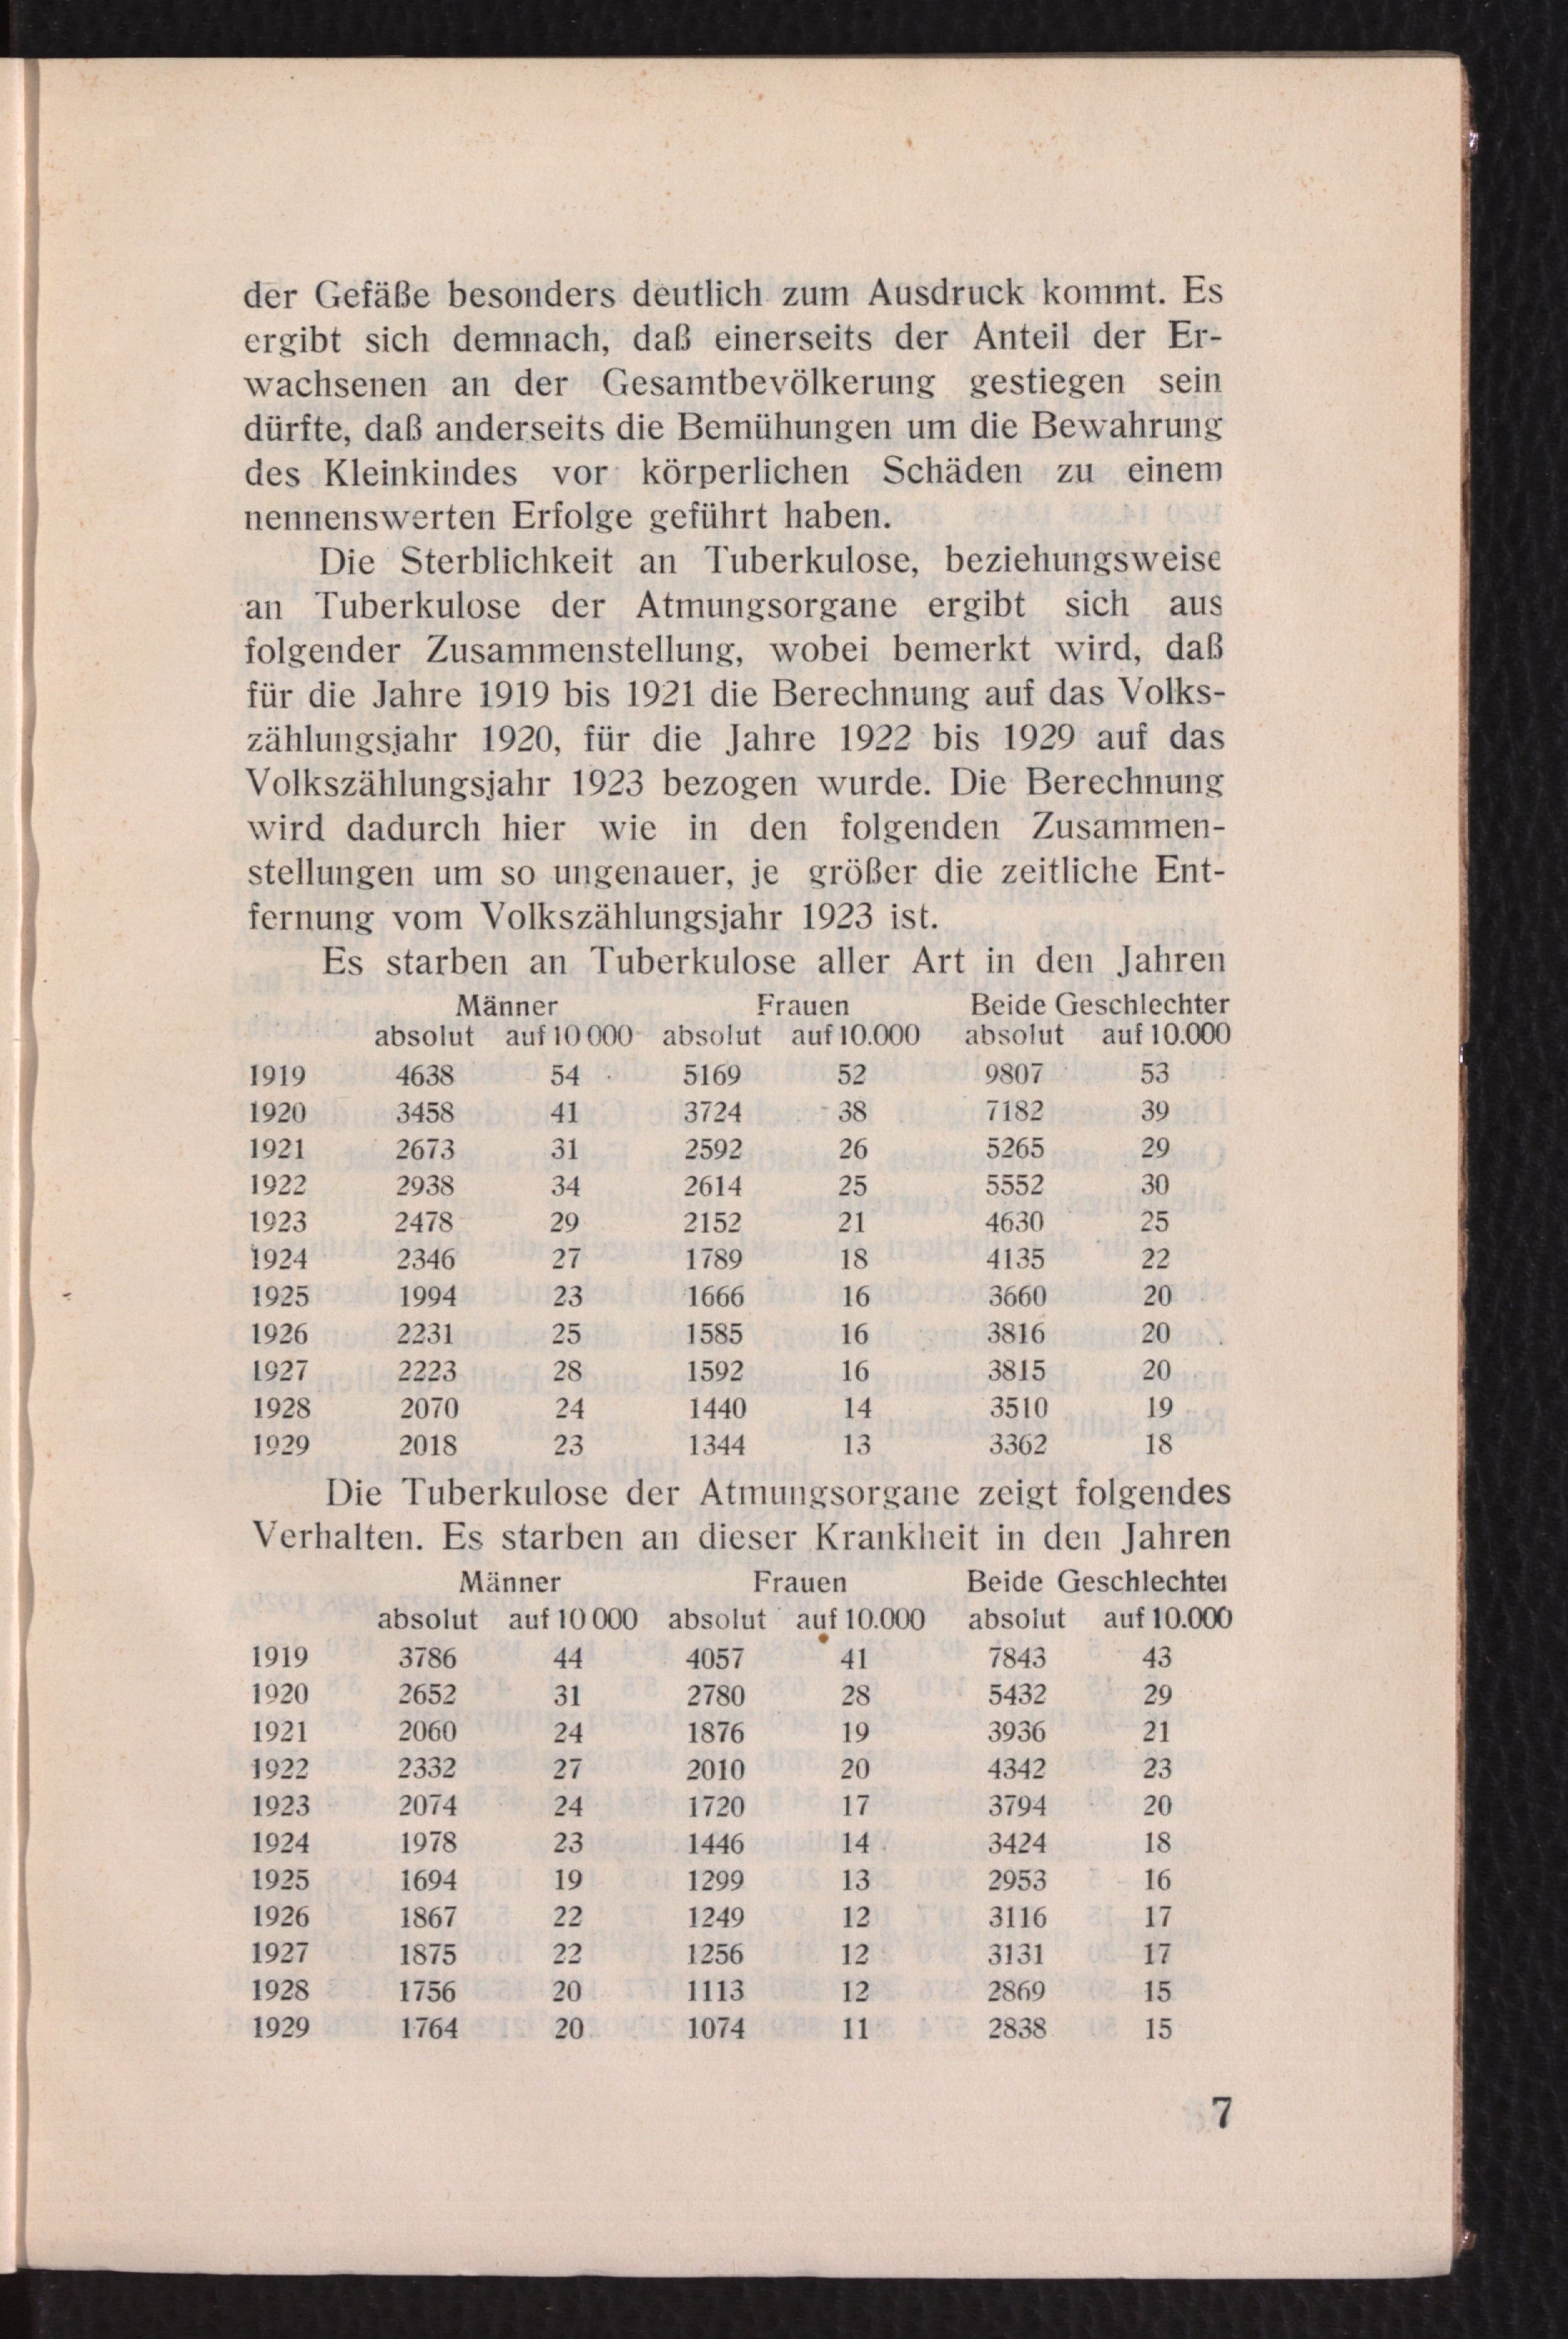 der Gefäße besonders deutlich zum Ausdruck kommt. Es
ergibt sich demnach, daß einerseits der Anteil der Er-
wachsenen an der Gesamtbevölkerung gestiegen sein
dürfte, daß anderseits die Bemühungen um die Bewahrung
des Kleinkindes vor körperlichen Schäden zu einem
nennenswerten Erfolge geführt haben.
Die Sterblichkeit an Tuberkulose, beziehungsweise
an Tuberkulose der Atmungsorgane ergibt sich aus
folgender Zusammenstellung, wobei bemerkt wird, daß
für die Jahre 1919 bis 1921 die Berechnung auf das Volks-
zählungsjahr 1920, für die Jahre 1922 bis 1929 auf das
Volkszählungsjahr 1923 bezogen wurde. Die Berechnung
wird dadurch hier wie in den folgenden Zusammen-
stellungen um so ungenauer, je größer die zeitliche Ent-
fernung vom Volkszählungsjahr 1923 ist.
Es starben an Tuberkulose aller Art in den Jahren
Männer Frauen Beide Geschlechter
absolut auf 10 000 absolut auf 10.000 absolut auf 10.000
1919 4638 54 5169 52 9807 53
1920 3458 41 3724 38 7182 39
1921 2673 31 2592 26 5265 29
1922 2938 34 2614 25 5552 30
1923 2478 29 2152 21 4630 25
1924 2346 27 1789 18 4135 22
1925 1994 23 1666 16 3660 20
1926 2231 25 1585 16 3816 20
1927 2223 28 1592 16 3815 20
1928 2070 24 1440 14 3510 19
1929 2018 23 1344 13 3362 18
Die Tuberkulose der Atmungsorgane zeigt folgendes
Verhalten. Es starben an dieser Krankheit in den Jahren
Männer Frauen Beide Geschlechter
absolut auf 10 000 absolut auf 10.000 absolut auf 10.000
1919 3786 44 4057 41 7843 43
1920 2652 31 2780 28 5432 29
1921 2060 24 1876 19 3936 21
1922 2332 27 2010 20 4342 23
1923 2074 24 1720 17 3794 20
1924 1978 23 1446 14 3424 18
1925 1694 19 1299 13 2953 16
1926 1867 22 1249 12 3116 17
1927 1875 22 1256 12 3131 17
1928 1756 20 1113 12 2869 15
1929 1764 20 1074 11 2838 15
7